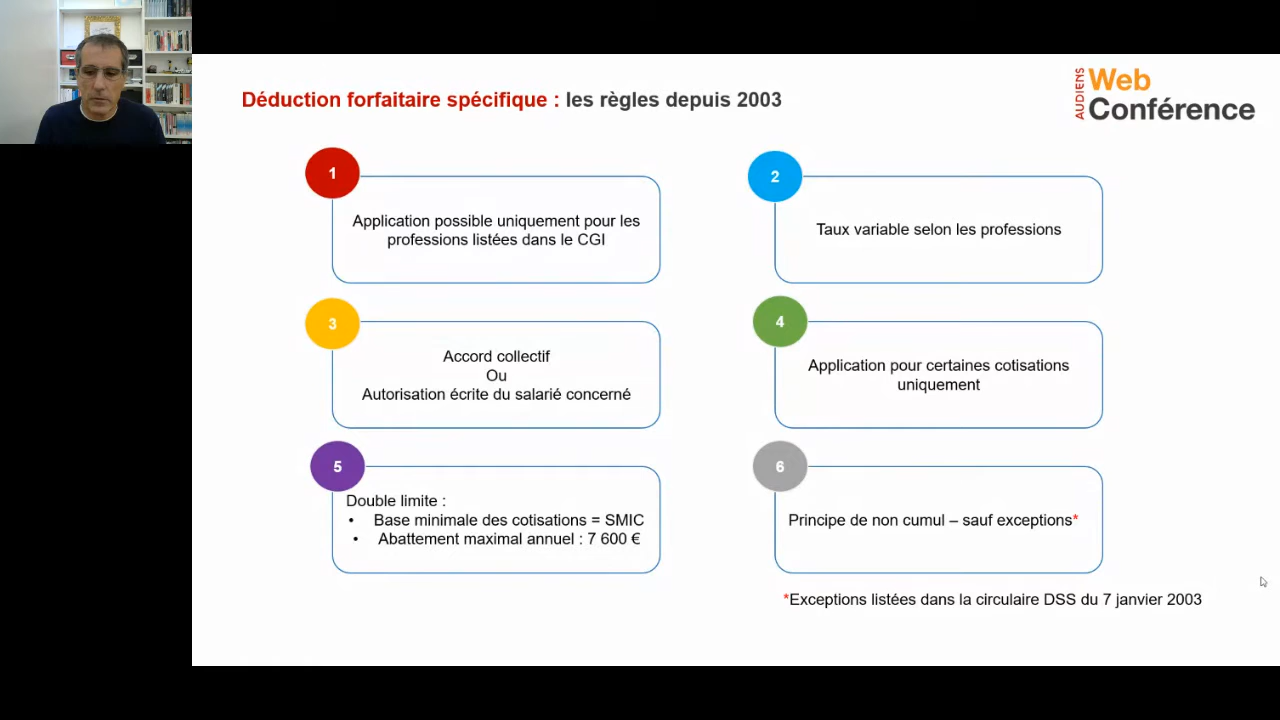 Déduction forfaitaire spécifique : les règles depuis 2003
AUDIENS
Web
Conférence
1
Application possible uniquement pour les
professions listées dans le CGI
2
Taux variable selon les professions
3
Accord collectif
Ou
Autorisation écrite du salarié concerné
4
Application pour certaines cotisations
uniquement
5
Double limite :
• Base minimale des cotisations = SMIC
• Abattement maximal annuel : 7 600 €
6
Principe de non cumul – sauf exceptions*
*Exceptions listées dans la circulaire DSS du 7 janvier 2003